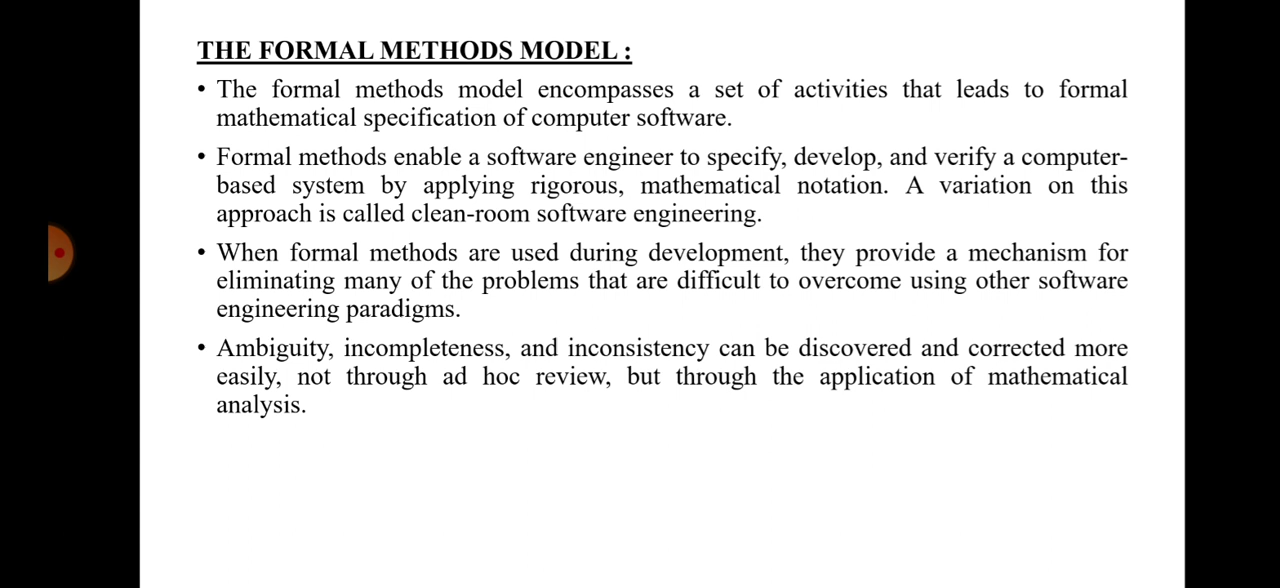 THE FORMAL METHODS MODEL :
• The formal methods model encompasses a set of activities that leads to formal
mathematical specification of computer software.
• Formal methods enable a software engineer to specify, develop, and verify a computer-
based system by applying rigorous, mathematical notation. A variation on this
approach is called clean-room software engineering.
• When formal methods are used during development, they provide a mechanism for
eliminating many of the problems that are difficult to overcome using other software
engineering paradigms.
• Ambiguity, incompleteness, and inconsistency can be discovered and corrected more
easily, not through ad hoc review, but through the application of mathematical
analysis.